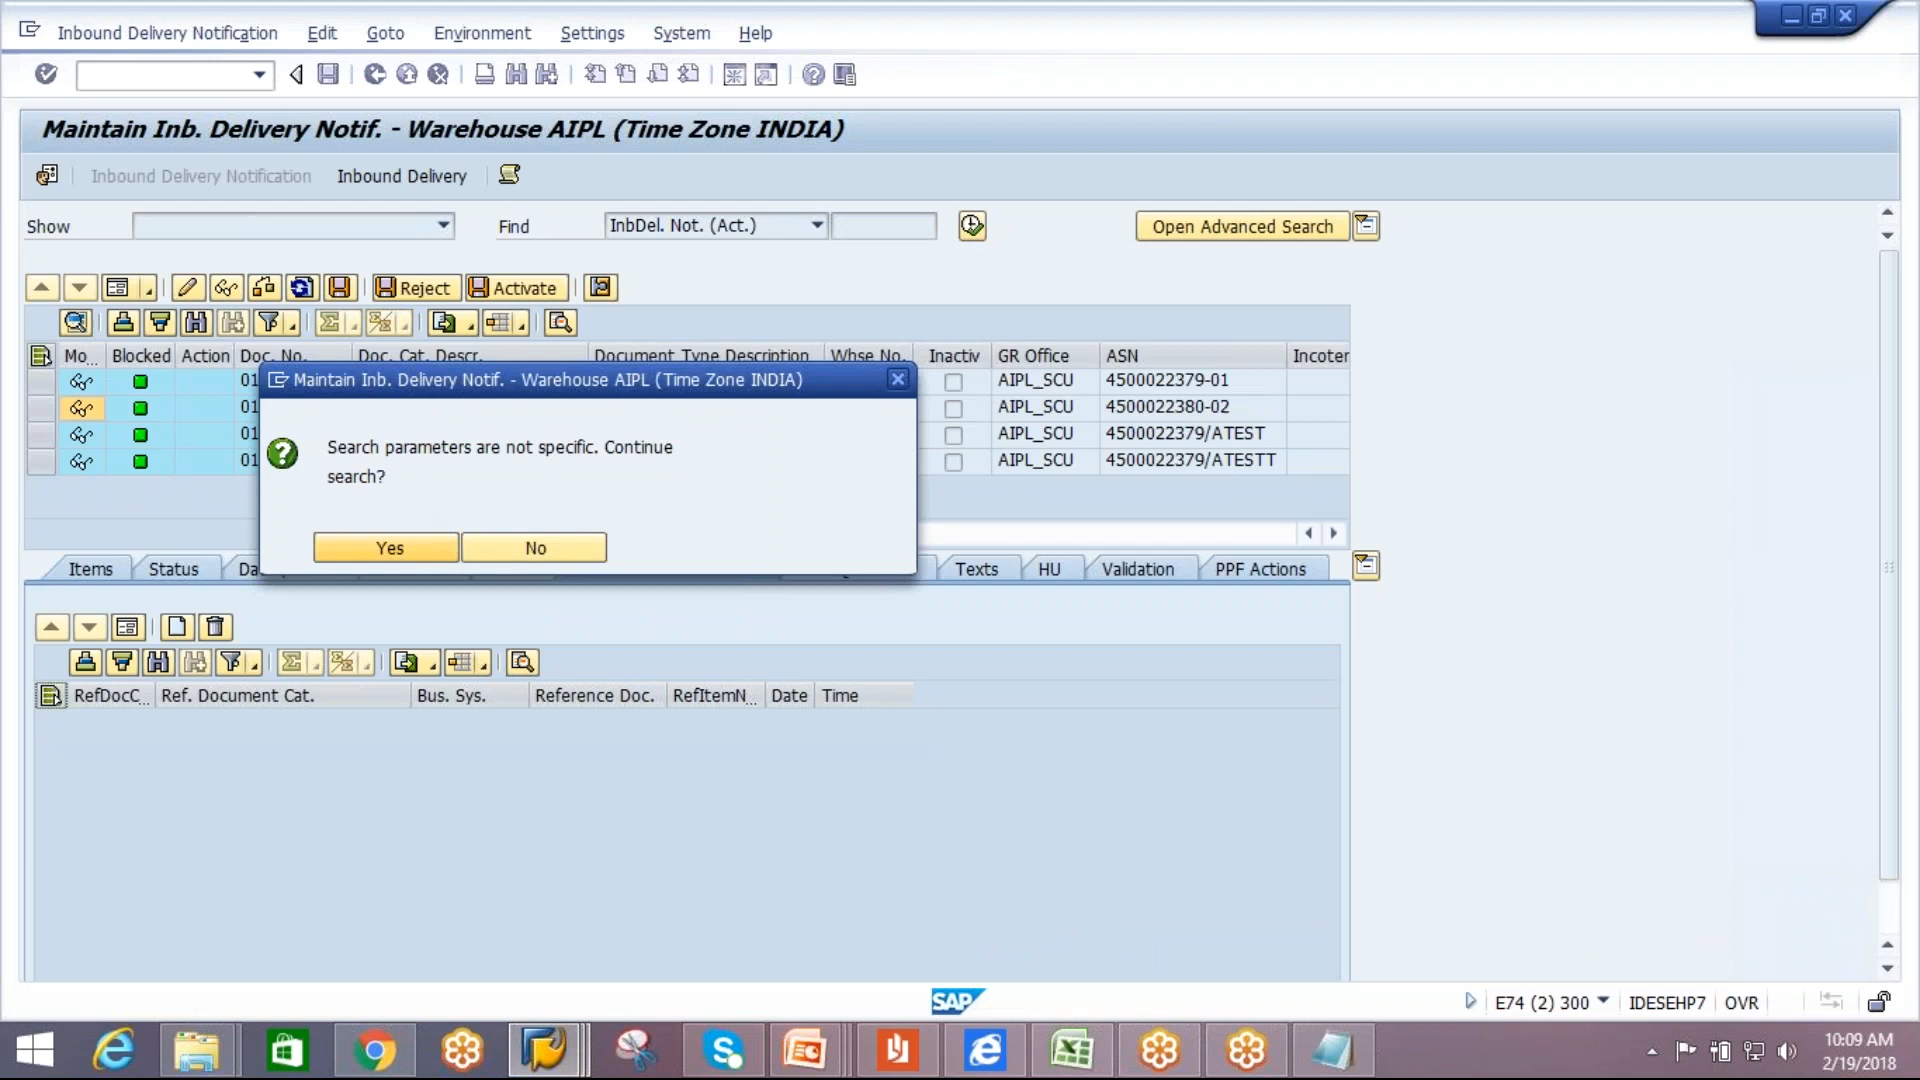 Inbound Delivery Notification Edit Goto Environment Settings System Help
Maintain Inb. Delivery Notif. - Warehouse AIPL (Time Zone INDIA)
Inbound Delivery Notification Inbound Delivery
Show Find InbDel. Not. (Act.) Open Advanced Search
Reject Activate
Mo... Blocked Action Doc. No. Doc. Cat. Descr. Document Type Description Whse No. Inactiv GR Office ASN Incoter
01 AIPL_SCU 4500022379-01
01 AIPL_SCU 4500022380-02
01 AIPL_SCU 4500022379/ATEST
01 AIPL_SCU 4500022379/ATESTT
Maintain Inb. Delivery Notif. - Warehouse AIPL (Time Zone INDIA)
Search parameters are not specific. Continue
search?
Yes No
Items Status Da Texts HU Validation PPF Actions
RefDocC... Ref. Document Cat. Bus. Sys. Reference Doc. RefItemN... Date Time
SAP E74 (2) 300 IDESEHP7 OVR
10:09 AM
2/19/2018